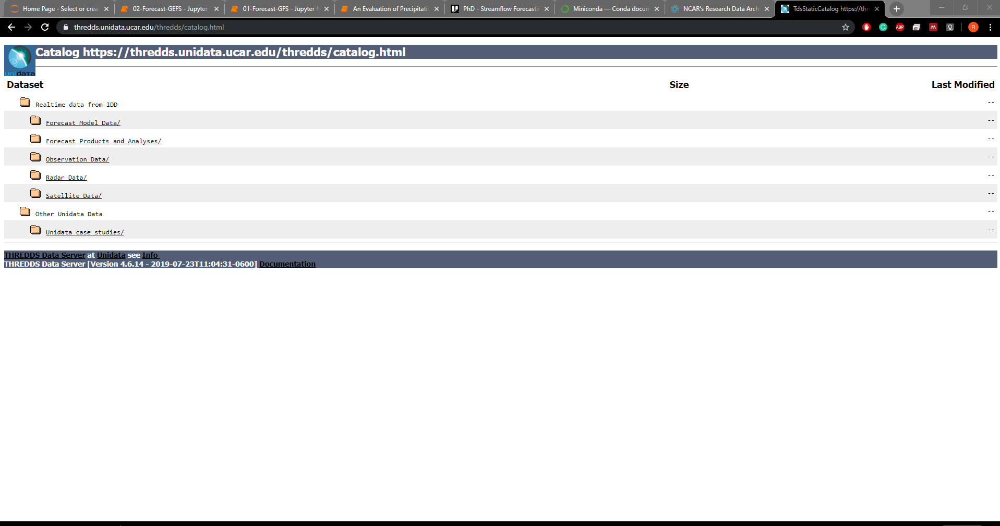 Home Page - Select or creat
02-Forecast-GEFS - Jupyter
01-Forecast-GFS - Jupyter N
An Evaluation of Precipitatio
PhD - Streamflow Forecastin
Miniconda — Conda docum
NCAR's Research Data Arch
TdsStaticCatalog https://thre
thredds.unidata.ucar.edu/thredds/catalog.html
ABP
R
Catalog https://thredds.unidata.ucar.edu/thredds/catalog.html
unidata
Dataset Size Last Modified
Realtime data from IDD --
Forecast Model Data/ --
Forecast Products and Analyses/ --
Observation Data/ --
Radar Data/ --
Satellite Data/ --
Other Unidata Data --
Unidata case studies/ --
THREDDS Data Server at Unidata see Info
THREDDS Data Server [Version 4.6.14 - 2019-07-23T11:04:31-0600] Documentation